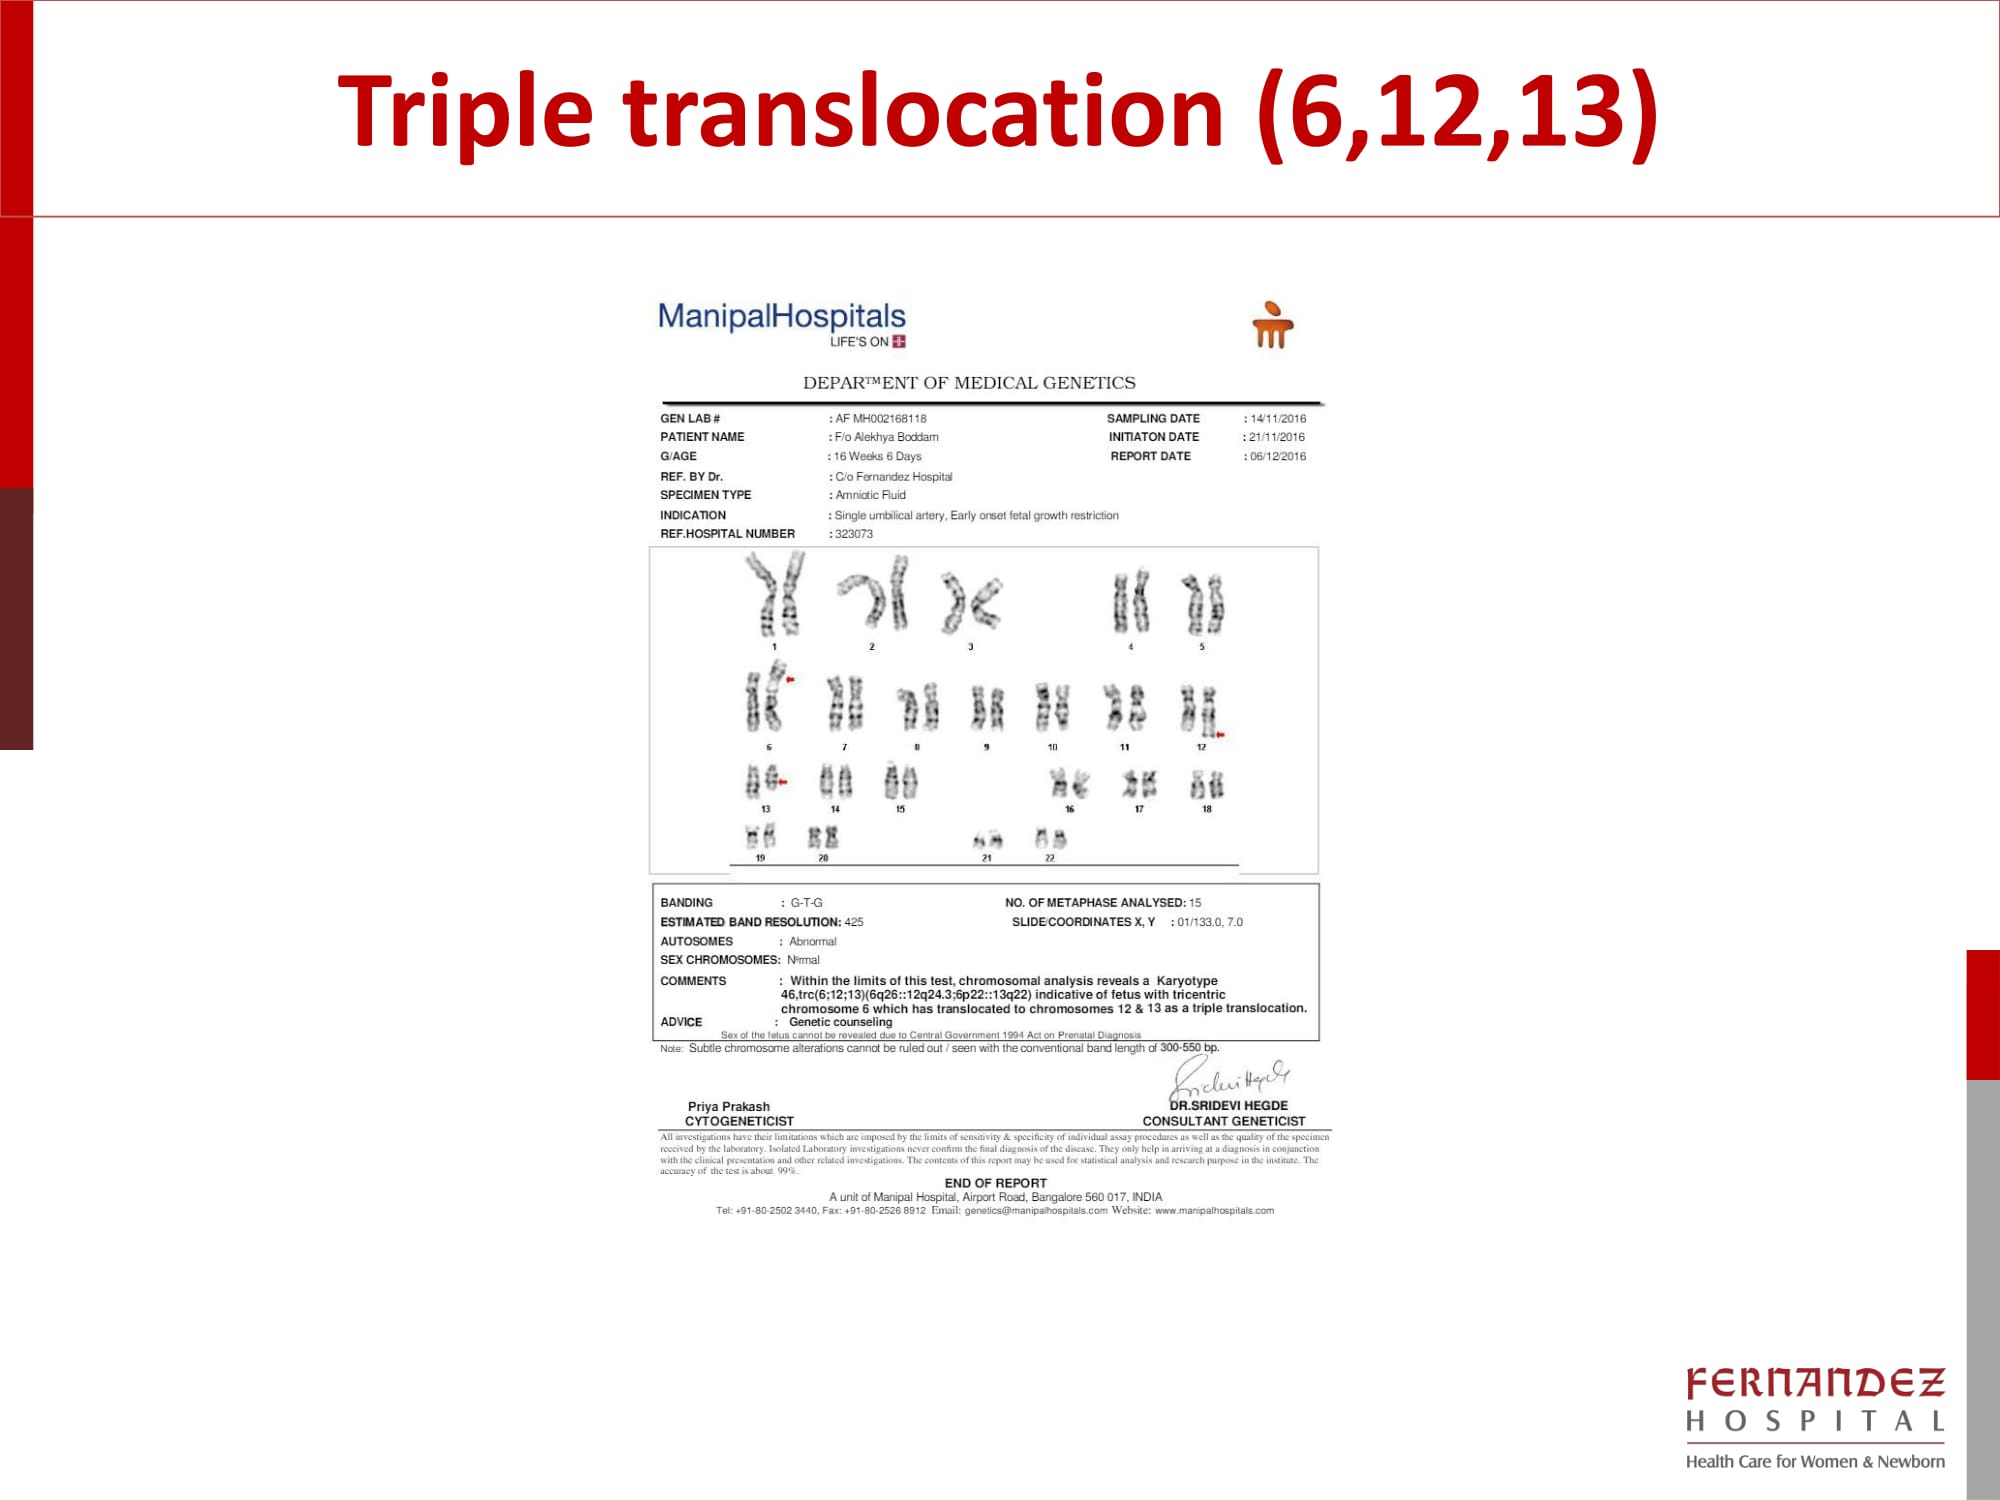 Triple translocation (6,12,13)
ManipalHospitals
LIFE'S ON
DEPAR™ENT OF MEDICAL GENETICS
GEN LAB # : AF MH002168118 SAMPLING DATE : 14/11/2016
PATIENT NAME : F/o Alekhya Boddam INITIATON DATE : 21/11/2016
G/AGE : 16 Weeks 6 Days REPORT DATE : 06/12/2016
REF. BY Dr. : C/o Fernandez Hospital
SPECIMEN TYPE : Amniotic Fluid
INDICATION : Single umbilical artery, Early onset fetal growth restriction
REF.HOSPITAL NUMBER : 323073
1 2 3 4 5
6 7 8 9 10 11 12
13 14 15 16 17 18
19 20 21 22
BANDING : G-T-G NO. OF METAPHASE ANALYSED: 15
ESTIMATED BAND RESOLUTION: 425 SLIDE/COORDINATES X, Y : 01/133.0, 7.0
AUTOSOMES : Abnormal
SEX CHROMOSOMES: Normal
COMMENTS : Within the limits of this test, chromosomal analysis reveals a Karyotype
46,trc(6;12;13)(6q26::12q24.3;6p22::13q22) indicative of fetus with tricentric
chromosome 6 which has translocated to chromosomes 12 & 13 as a triple translocation.
ADVICE : Genetic counseling
Sex of the fetus cannot be revealed due to Central Government 1994 Act on Prenatal Diagnosis
Note: Subtle chromosome alterations cannot be ruled out / seen with the conventional band length of 300-550 bp.
Sridevi Hegde
Priya Prakash DR.SRIDEVI HEGDE
CYTOGENETICIST CONSULTANT GENETICIST
All investigations have their limitations which are imposed by the limits of sensitivity & specificity of individual assay procedures as well as the quality of the specimen
received by the laboratory. Isolated Laboratory investigations never confirm the final diagnosis of the disease. They only help in arriving at a diagnosis in conjunction
with the clinical presentation and other related investigations. The contents of this report may be used for statistical analysis and research purpose in the institute. The
accuracy of the test is about 99%.
END OF REPORT
A unit of Manipal Hospital, Airport Road, Bangalore 560 017, INDIA
Tel: +91-80-2502 3440, Fax: +91-80-2526 8912 Email: genetics@manipalhospitals.com Website: www.manipalhospitals.com
FERNANDEZ
HOSPITAL
Health Care for Women & Newborn